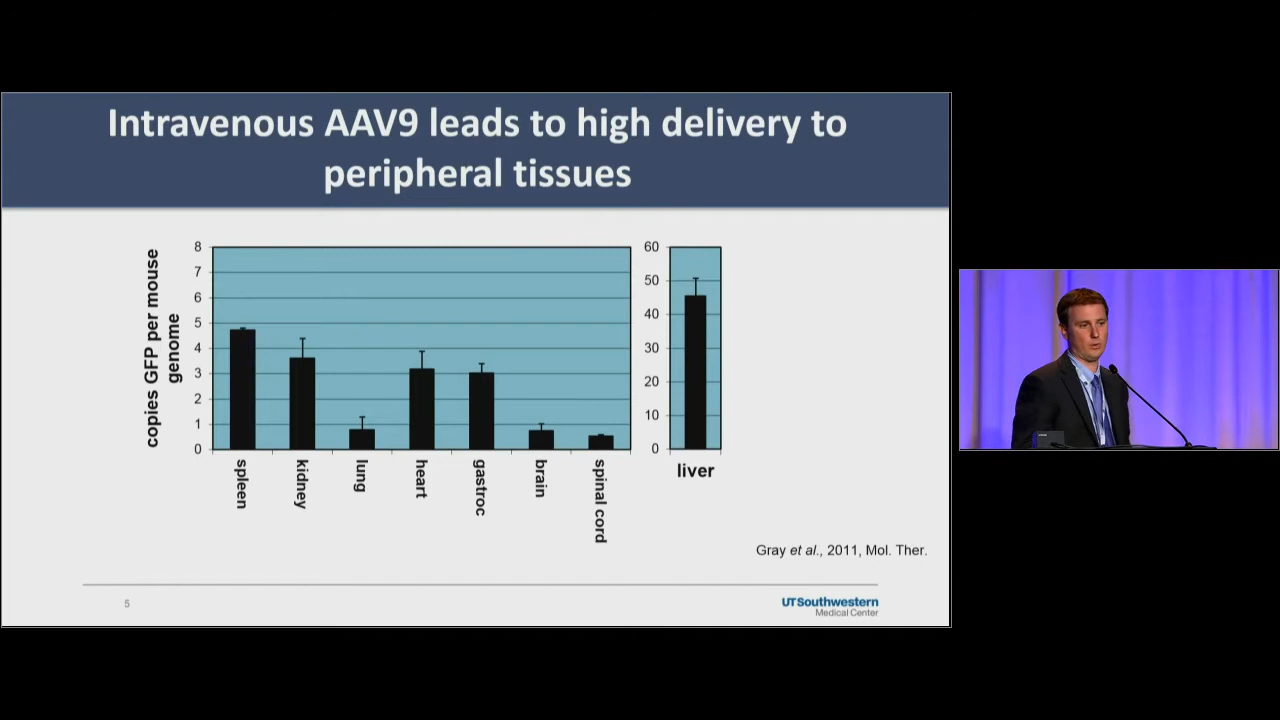 Intravenous AAV9 leads to high delivery to
peripheral tissues
copies GFP per mouse
genome
8
7
6
5
4
3
2
1
0
spleen
kidney
lung
heart
gastroc
brain
spinal cord
60
50
40
30
20
10
0
liver
Gray et al., 2011, Mol. Ther.
5
UTSouthwestern
Medical Center